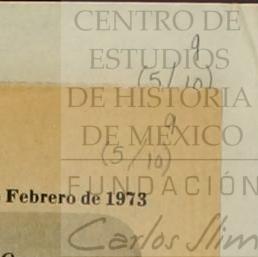 CENTRO DE
9
ESTUDIOS
(5/10)
DE HISTORIA
9
DE MÉXICO
(5/10)
FUNDACIÓN
Febrero de 1973
Carlos Slim